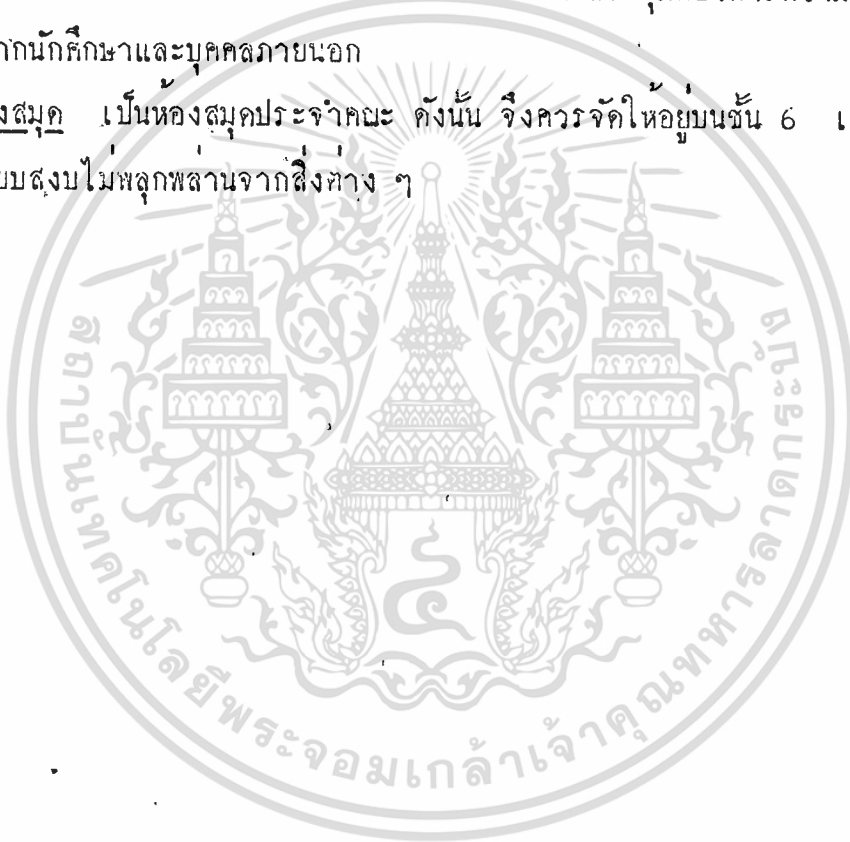 ากนักศึกษาและบุคคลภายนอก
งสมุด เป็นห้องสมุดประจำคณะ ดังนั้น จึงควรจัดให้อยู่บนชั้น 6 เ
ยบสงบไม่พลุกพล่านจากสิ่งต่าง ๆ
สถาบันเทคโนโลยีพระจอมเกล้าเจ้าคุณทหารลาดกระบัง